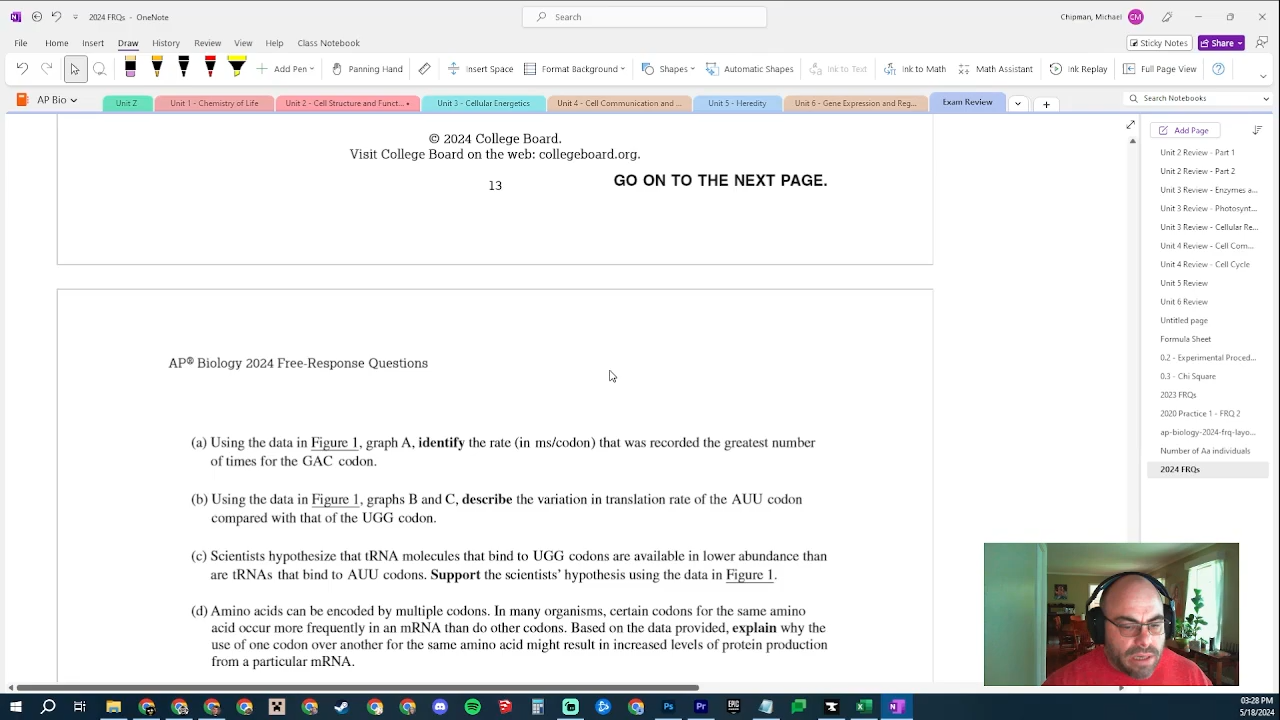 2024 FRQs - OneNote
Search
Chipman, Michael
CM
File
Home
Insert
Draw
History
Review
View
Help
Class Notebook
Sticky Notes
Share
Add Pen
Panning Hand
Insert Space
Format Background
Shapes
Automatic Shapes
Ink to Text
Ink to Math
Math Assistant
Ink Replay
Full Page View
AP Bio
Unit Z
Unit 1 - Chemistry of Life
Unit 2 - Cell Structure and Funct...
Unit 3 - Cellular Energetics
Unit 4 - Cell Communication and ...
Unit 5 - Heredity
Unit 6 - Gene Expression and Reg...
Exam Review
Search Notebooks
© 2024 College Board.
Visit College Board on the web: collegeboard.org.
13
GO ON TO THE NEXT PAGE.
AP® Biology 2024 Free-Response Questions
(a) Using the data in Figure 1, graph A, identify the rate (in ms/codon) that was recorded the greatest number
of times for the GAC codon.
(b) Using the data in Figure 1, graphs B and C, describe the variation in translation rate of the AUU codon
compared with that of the UGG codon.
(c) Scientists hypothesize that tRNA molecules that bind to UGG codons are available in lower abundance than
are tRNAs that bind to AUU codons. Support the scientists' hypothesis using the data in Figure 1.
(d) Amino acids can be encoded by multiple codons. In many organisms, certain codons for the same amino
acid occur more frequently in an mRNA than do other codons. Based on the data provided, explain why the
use of one codon over another for the same amino acid might result in increased levels of protein production
from a particular mRNA.
Add Page
Unit 2 Review - Part 1
Unit 2 Review - Part 2
Unit 3 Review - Enzymes a...
Unit 3 Review - Photosynt...
Unit 3 Review - Cellular Re...
Unit 4 Review - Cell Com...
Unit 4 Review - Cell Cycle
Unit 5 Review
Unit 6 Review
Untitled page
Formula Sheet
0.2 - Experimental Proced...
0.3 - Chi Square
2023 FRQs
2020 Practice 1 - FRQ 2
ap-biology-2024-frq-layo...
Number of Aa individuals
2024 FRQs
03:28 PM
5/18/2024